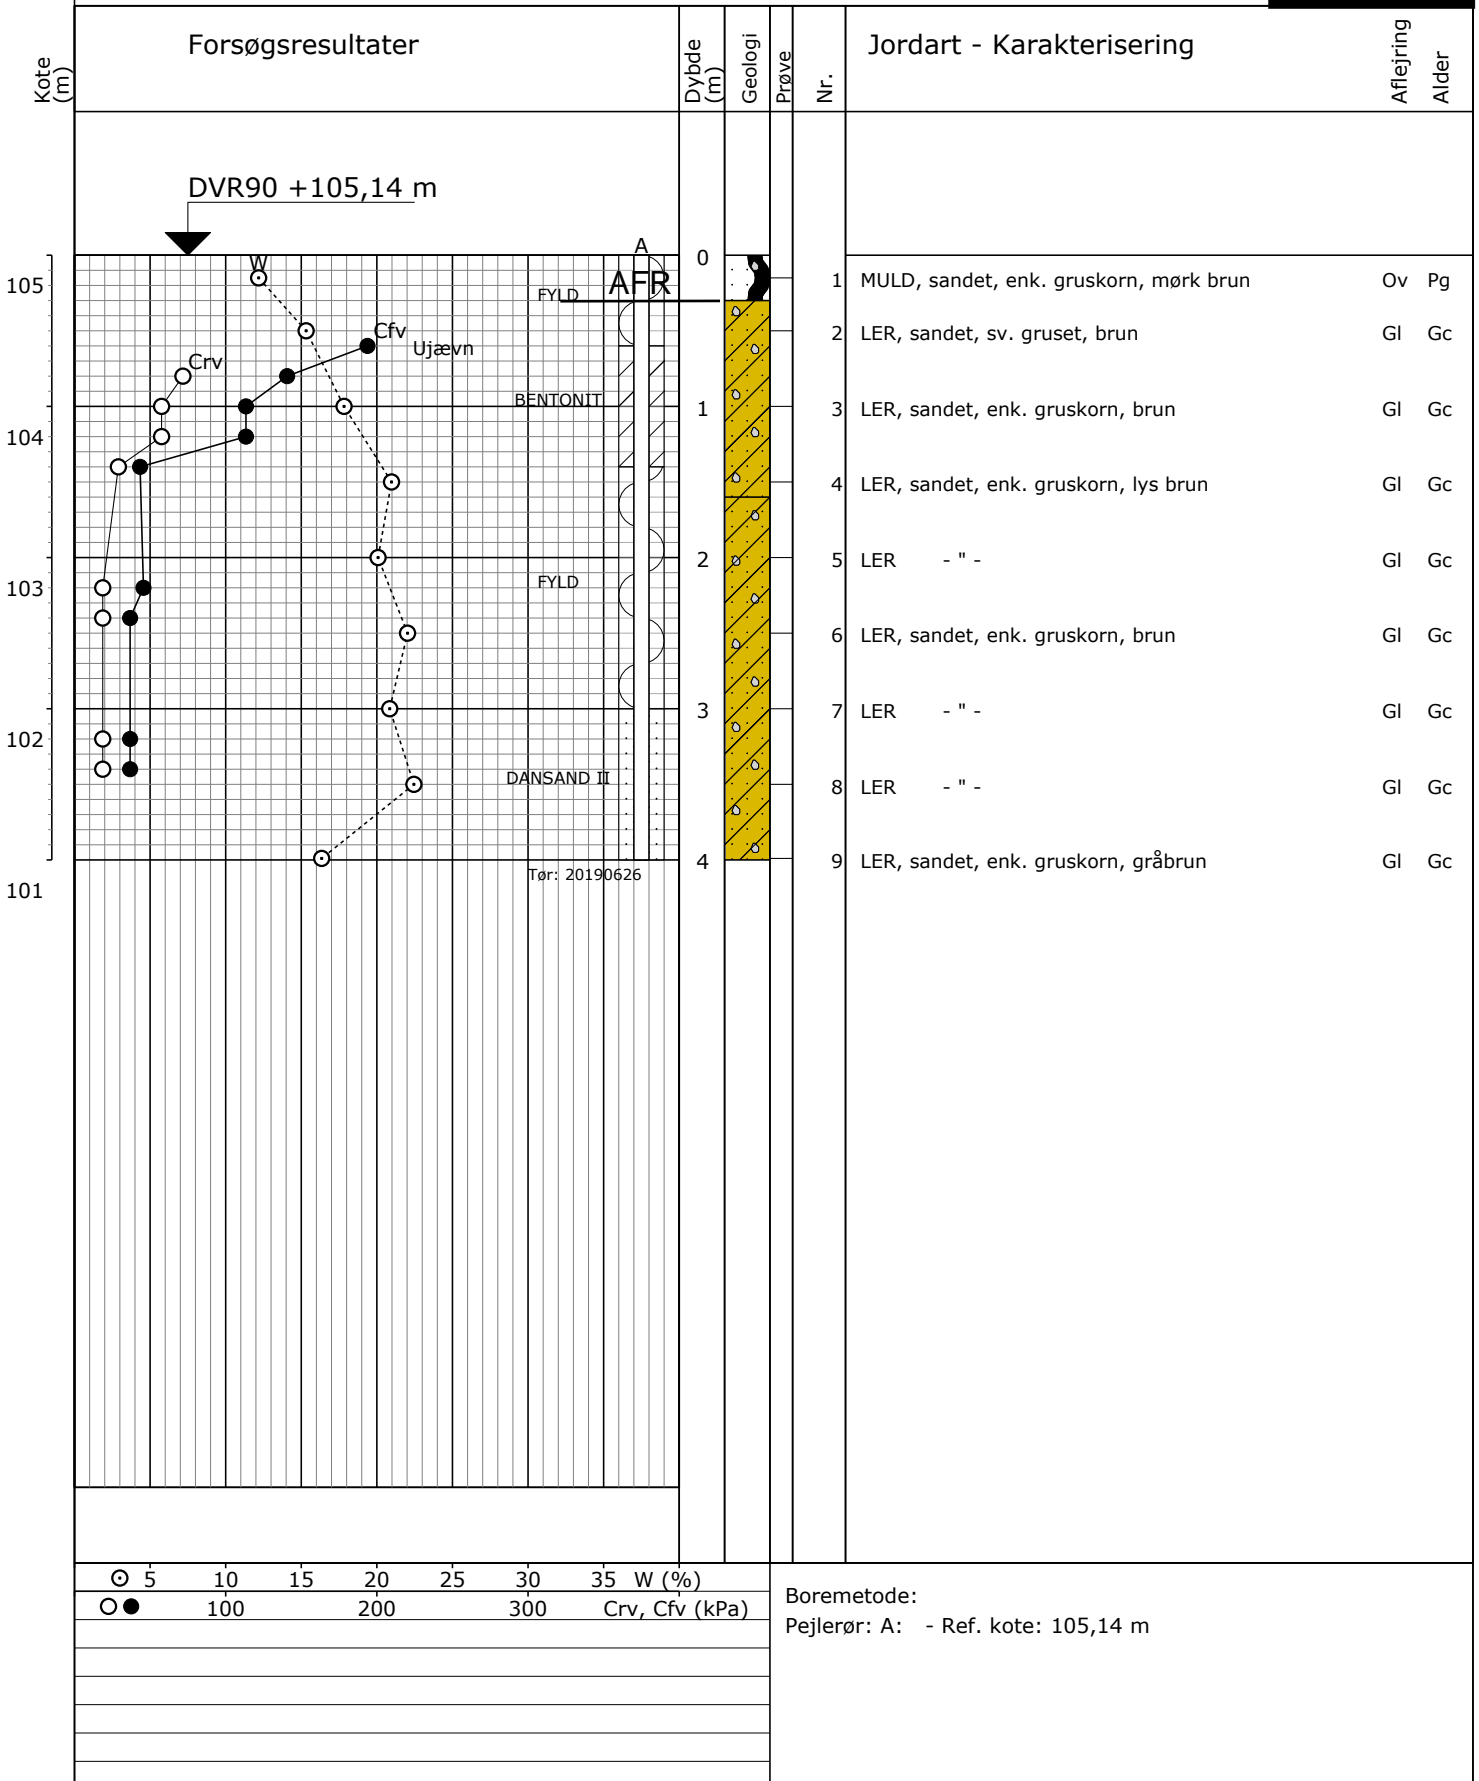 Kote (m)
Forsøgsresultater
Dybde (m)
Geologi
Prøve
Nr.
Jordart - Karakterisering
Aflejring
Alder
DVR90 +105,14 m
A
W
0
105
AFR
FYLD
1 MULD, sandet, enk. gruskorn, mørk brun Ov Pg
Cfv
Ujævn
2 LER, sandet, sv. gruset, brun Gl Gc
Crv
BENTONIT
1
3 LER, sandet, enk. gruskorn, brun Gl Gc
104
4 LER, sandet, enk. gruskorn, lys brun Gl Gc
2
5 LER - " - Gl Gc
103
FYLD
6 LER, sandet, enk. gruskorn, brun Gl Gc
3
7 LER - " - Gl Gc
102
DANSAND II
8 LER - " - Gl Gc
4
9 LER, sandet, enk. gruskorn, gråbrun Gl Gc
Tør: 20190626
101
5 10 15 20 25 30 35 W (%)
100 200 300 Crv, Cfv (kPa)
Boremetode:
Pejlerør: A: - Ref. kote: 105,14 m